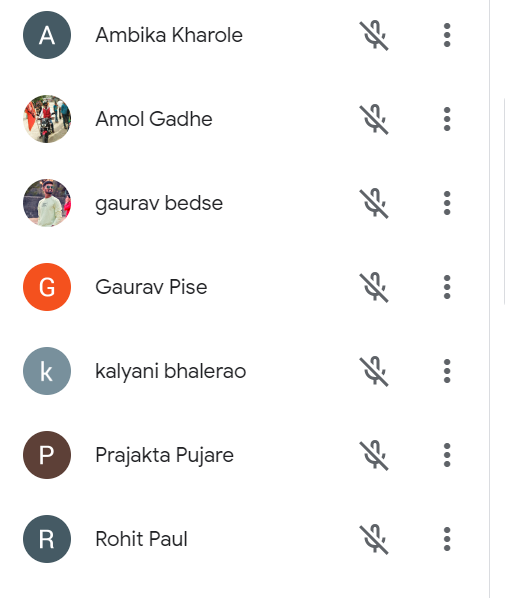 A Ambika Kharole
Amol Gadhe
gaurav bedse
G Gaurav Pise
k kalyani bhalerao
P Prajakta Pujare
R Rohit Paul